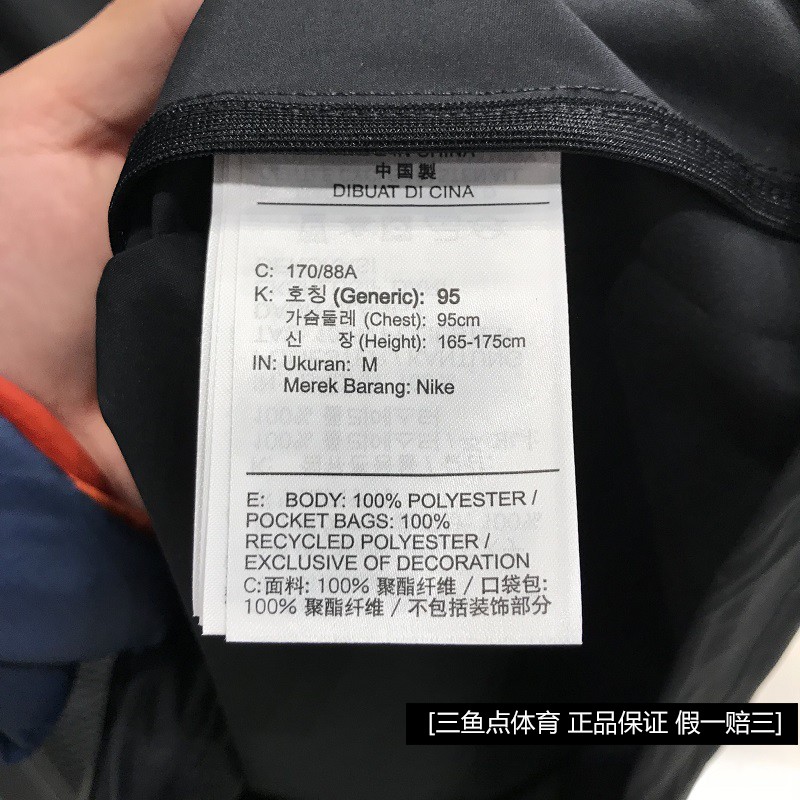 IN CHINA
中国製
DIBUAT DI CINA
C: 170/88A
K: 호칭 (Generic): 95
가슴둘레 (Chest): 95cm
신 장 (Height): 165-175cm
IN: Ukuran: M
Merek Barang: Nike
E: BODY: 100% POLYESTER /
POCKET BAGS: 100%
RECYCLED POLYESTER /
EXCLUSIVE OF DECORATION
C:面料: 100% 聚酯纤维 / 口袋包:
100% 聚酯纤维 / 不包括装饰部分
[三鱼点体育 正品保证 假一赔三]